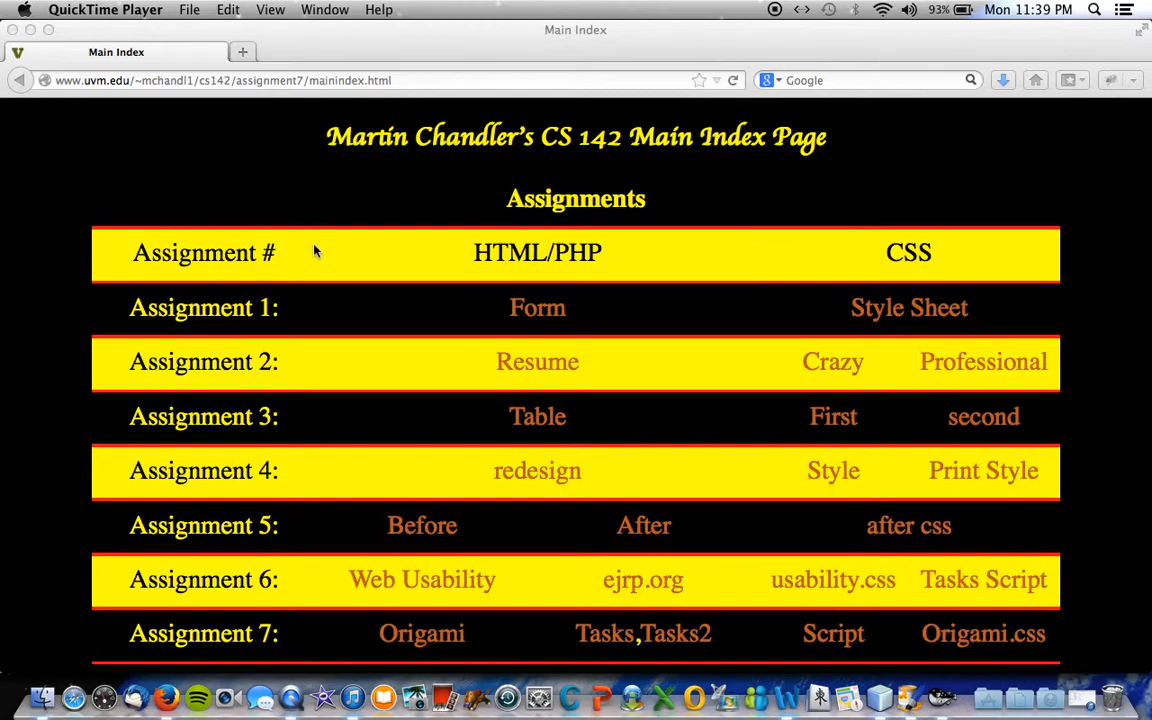 QuickTime Player File Edit View Window Help 93% Mon 11:39 PM
Main Index
Main Index
www.uvm.edu/~mchandl1/cs142/assignment7/mainindex.html Google
Martin Chandler's CS 142 Main Index Page
Assignments
Assignment # HTML/PHP CSS
Assignment 1: Form Style Sheet
Assignment 2: Resume Crazy Professional
Assignment 3: Table First second
Assignment 4: redesign Style Print Style
Assignment 5: Before After after css
Assignment 6: Web Usability ejrp.org usability.css Tasks Script
Assignment 7: Origami Tasks,Tasks2 Script Origami.css